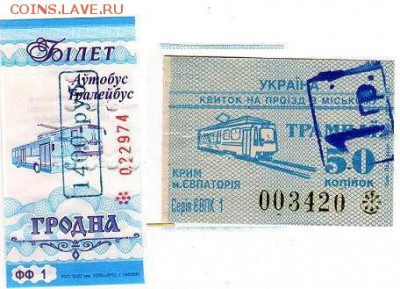 COINS.LAVE.RU
БІЛЕТ
Аўтобус
Тралейбус
1400 руб
022974
ГРОДНА
ФФ 1
УКРАЇНА
КВИТОК НА ПРОЇЗД В МІСЬКОМУ
ТРАМВАЇ
1 гр.
50
КОПІЙОК
КРИМ
м.ЄВПАТОРІЯ
Серія ЄВПК 1
003420